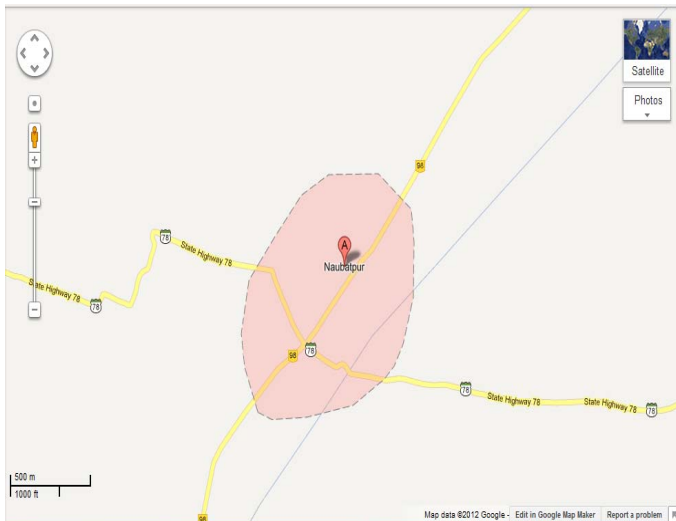 Satellite
Photos
98
78
State Highway 78
A
Naubatpur
State Highway 78
78
78
98
78
State Highway 78
State Highway 78
78
500 m
1000 ft
98
Map data ©2012 Google - Edit in Google Map Maker Report a problem